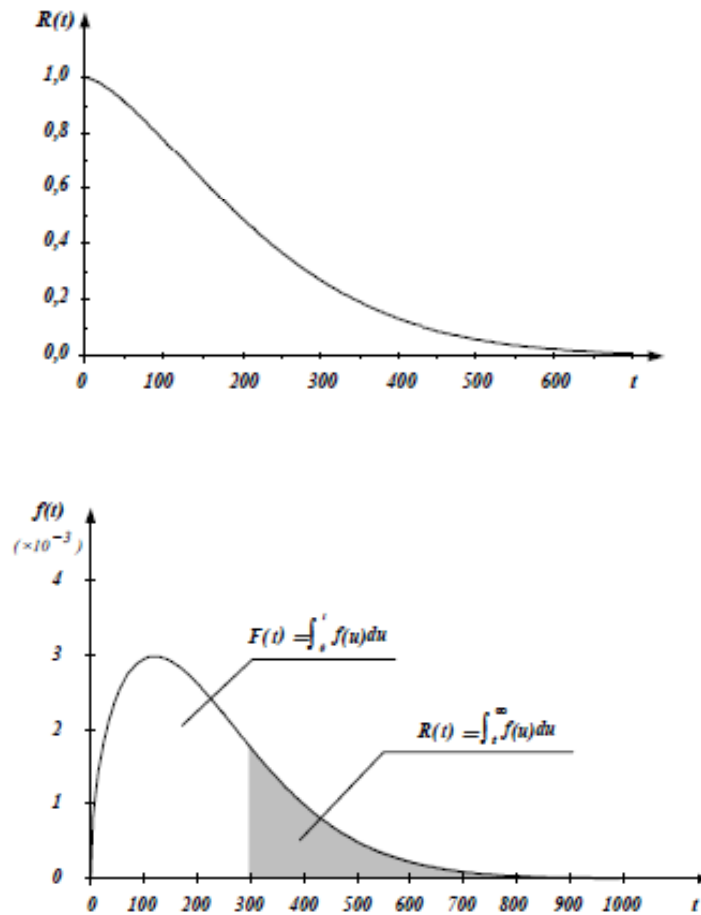 R(t)
1,0
0,8
0,6
0,4
0,2
0,0
0 100 200 300 400 500 600 t
f(t)
(×10⁻³)
4
3
2
1
0
F(t) = ∫₀ᵗ f(u)du
R(t) = ∫ₜ^∞ f(u)du
0 100 200 300 400 500 600 700 800 900 1000 t